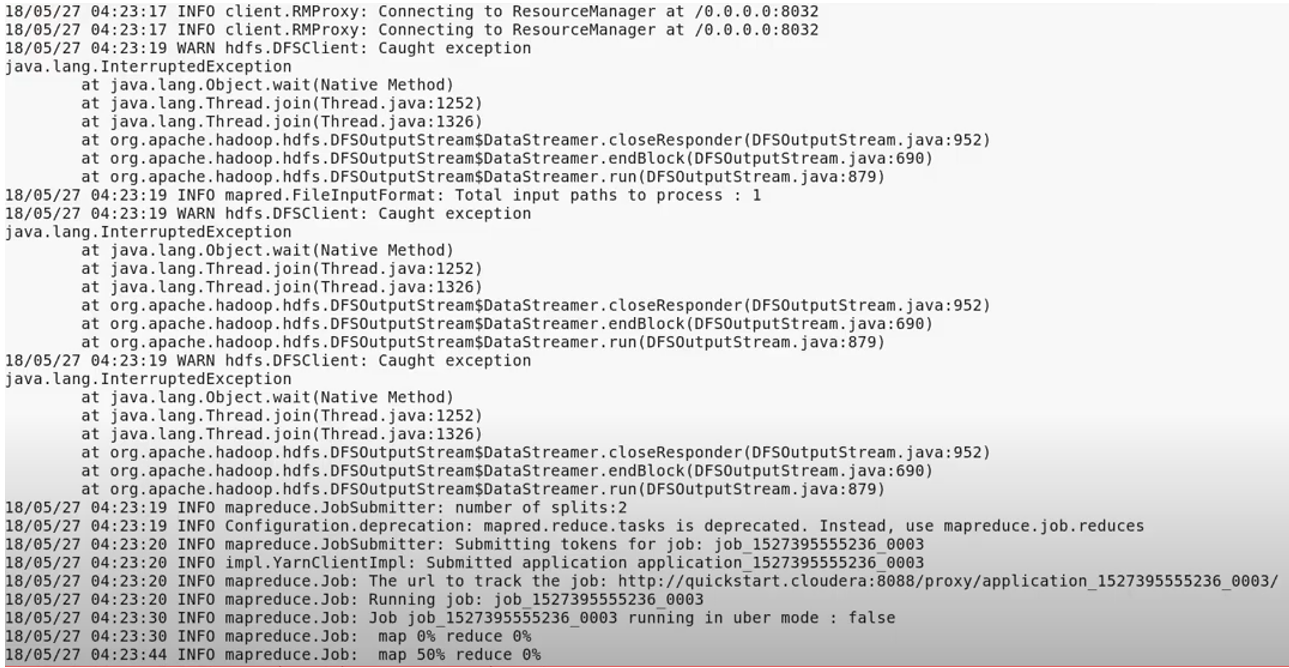 18/05/27 04:23:17 INFO client.RMProxy: Connecting to ResourceManager at /0.0.0.0:8032
18/05/27 04:23:17 INFO client.RMProxy: Connecting to ResourceManager at /0.0.0.0:8032
18/05/27 04:23:19 WARN hdfs.DFSClient: Caught exception
java.lang.InterruptedException
        at java.lang.Object.wait(Native Method)
        at java.lang.Thread.join(Thread.java:1252)
        at java.lang.Thread.join(Thread.java:1326)
        at org.apache.hadoop.hdfs.DFSOutputStream$DataStreamer.closeResponder(DFSOutputStream.java:952)
        at org.apache.hadoop.hdfs.DFSOutputStream$DataStreamer.endBlock(DFSOutputStream.java:690)
        at org.apache.hadoop.hdfs.DFSOutputStream$DataStreamer.run(DFSOutputStream.java:879)
18/05/27 04:23:19 INFO mapred.FileInputFormat: Total input paths to process : 1
18/05/27 04:23:19 WARN hdfs.DFSClient: Caught exception
java.lang.InterruptedException
        at java.lang.Object.wait(Native Method)
        at java.lang.Thread.join(Thread.java:1252)
        at java.lang.Thread.join(Thread.java:1326)
        at org.apache.hadoop.hdfs.DFSOutputStream$DataStreamer.closeResponder(DFSOutputStream.java:952)
        at org.apache.hadoop.hdfs.DFSOutputStream$DataStreamer.endBlock(DFSOutputStream.java:690)
        at org.apache.hadoop.hdfs.DFSOutputStream$DataStreamer.run(DFSOutputStream.java:879)
18/05/27 04:23:19 WARN hdfs.DFSClient: Caught exception
java.lang.InterruptedException
        at java.lang.Object.wait(Native Method)
        at java.lang.Thread.join(Thread.java:1252)
        at java.lang.Thread.join(Thread.java:1326)
        at org.apache.hadoop.hdfs.DFSOutputStream$DataStreamer.closeResponder(DFSOutputStream.java:952)
        at org.apache.hadoop.hdfs.DFSOutputStream$DataStreamer.endBlock(DFSOutputStream.java:690)
        at org.apache.hadoop.hdfs.DFSOutputStream$DataStreamer.run(DFSOutputStream.java:879)
18/05/27 04:23:19 INFO mapreduce.JobSubmitter: number of splits:2
18/05/27 04:23:19 INFO Configuration.deprecation: mapred.reduce.tasks is deprecated. Instead, use mapreduce.job.reduces
18/05/27 04:23:20 INFO mapreduce.JobSubmitter: Submitting tokens for job: job_1527395555236_0003
18/05/27 04:23:20 INFO impl.YarnClientImpl: Submitted application application_1527395555236_0003
18/05/27 04:23:20 INFO mapreduce.Job: The url to track the job: http://quickstart.cloudera:8088/proxy/application_1527395555236_0003/
18/05/27 04:23:20 INFO mapreduce.Job: Running job: job_1527395555236_0003
18/05/27 04:23:30 INFO mapreduce.Job: Job job_1527395555236_0003 running in uber mode : false
18/05/27 04:23:30 INFO mapreduce.Job:  map 0% reduce 0%
18/05/27 04:23:44 INFO mapreduce.Job:  map 50% reduce 0%